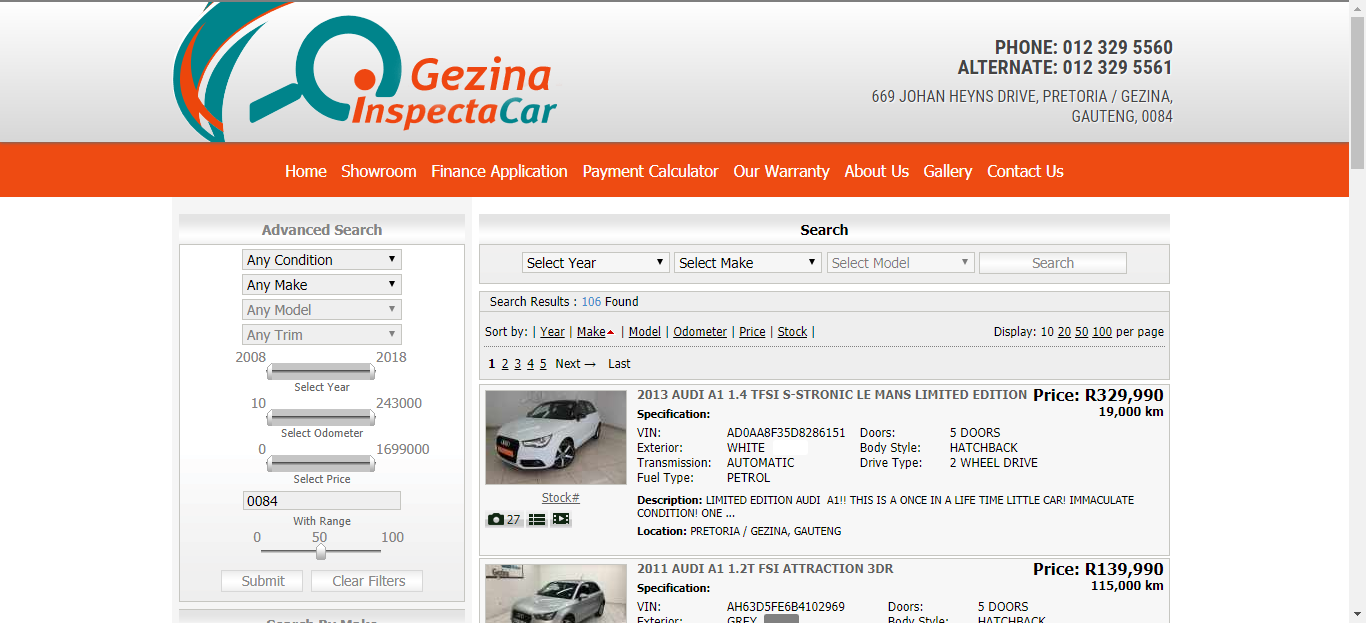 Gezina
InspectaCar
PHONE: 012 329 5560
ALTERNATE: 012 329 5561
669 JOHAN HEYNS DRIVE, PRETORIA / GEZINA,
GAUTENG, 0084
Home Showroom Finance Application Payment Calculator Our Warranty About Us Gallery Contact Us
Advanced Search
Any Condition
Any Make
Any Model
Any Trim
2008 2018
Select Year
10 243000
Select Odometer
0 1699000
Select Price
0084
With Range
0 50 100
Submit Clear Filters
Search
Select Year Select Make Select Model Search
Search Results : 106 Found
Sort by: | Year | Make | Model | Odometer | Price | Stock | Display: 10 20 50 100 per page
1 2 3 4 5 Next → Last
2013 AUDI A1 1.4 TFSI S-STRONIC LE MANS LIMITED EDITION Price: R329,990
Specification: 19,000 km
VIN: AD0AA8F35D8286151 Doors: 5 DOORS
Exterior: WHITE Body Style: HATCHBACK
Transmission: AUTOMATIC Drive Type: 2 WHEEL DRIVE
Fuel Type: PETROL
Stock#
27
Description: LIMITED EDITION AUDI A1!! THIS IS A ONCE IN A LIFE TIME LITTLE CAR! IMMACULATE
CONDITION! ONE ...
Location: PRETORIA / GEZINA, GAUTENG
2011 AUDI A1 1.2T FSI ATTRACTION 3DR Price: R139,990
Specification: 115,000 km
VIN: AH63D5FE6B4102969 Doors: 5 DOORS
Exterior: GREY Body Style: HATCHBACK
Search By Make